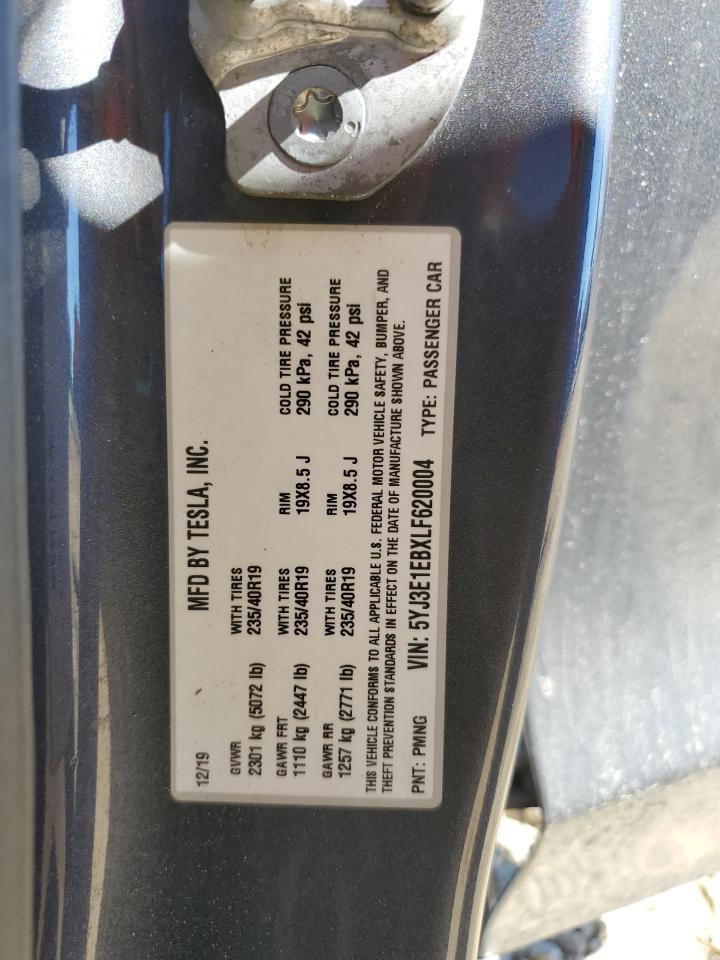 12/19 MFD BY TESLA, INC.
GVWR WITH TIRES
2301 kg (5072 lb) 235/40R19
GAWR FRT WITH TIRES RIM COLD TIRE PRESSURE
1110 kg (2447 lb) 235/40R19 19X8.5 J 290 kPa, 42 psi
GAWR RR WITH TIRES RIM COLD TIRE PRESSURE
1257 kg (2771 lb) 235/40R19 19X8.5 J 290 kPa, 42 psi
THIS VEHICLE CONFORMS TO ALL APPLICABLE U.S. FEDERAL MOTOR VEHICLE SAFETY, BUMPER, AND
THEFT PREVENTION STANDARDS IN EFFECT ON THE DATE OF MANUFACTURE SHOWN ABOVE.
PNT: PMNG VIN: 5YJ3E1EBXLF620004 TYPE: PASSENGER CAR